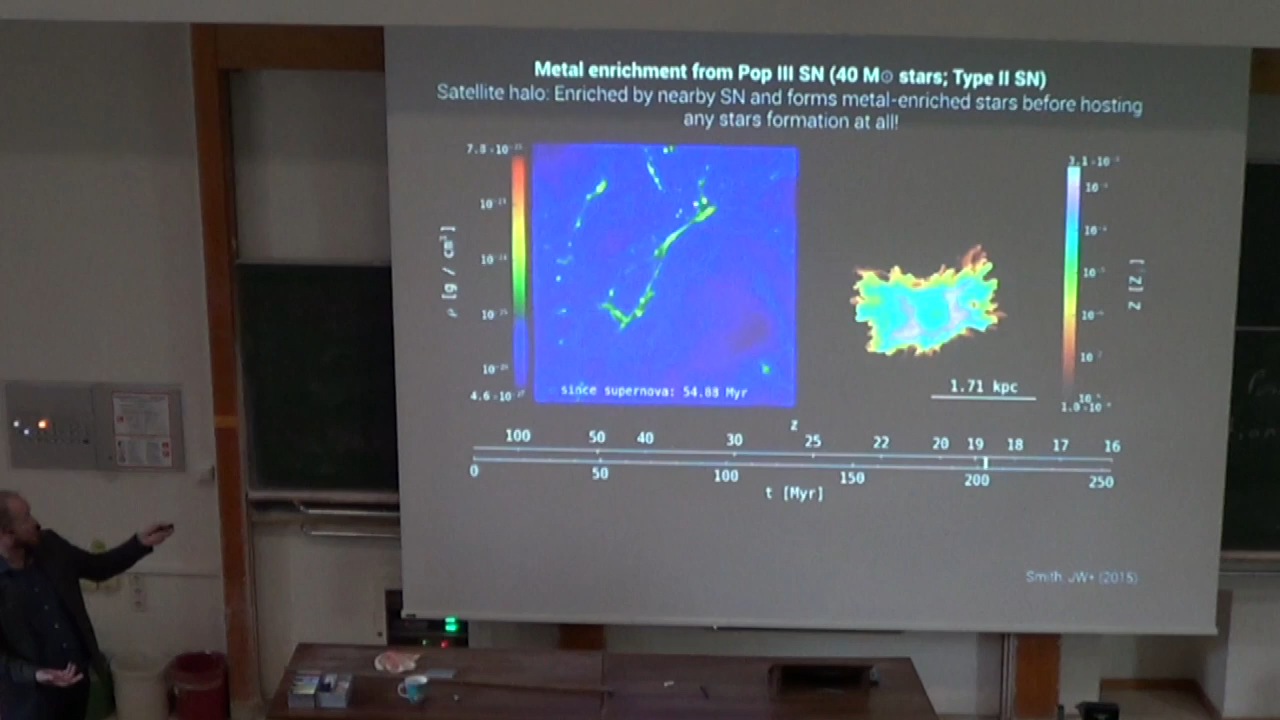 Metal enrichment from Pop III SN (40 M⊙ stars; Type II SN)
Satellite halo: Enriched by nearby SN and forms metal-enriched stars before hosting
any stars formation at all!
ρ [g / cm³]
since supernova: 54.88 Myr
1.71 kpc
Z [Z
z
100 50 40 30 25 22 20 19 18 17 16
0 50 100 150 200 250
t [Myr]
Smith, JW+ (2015)